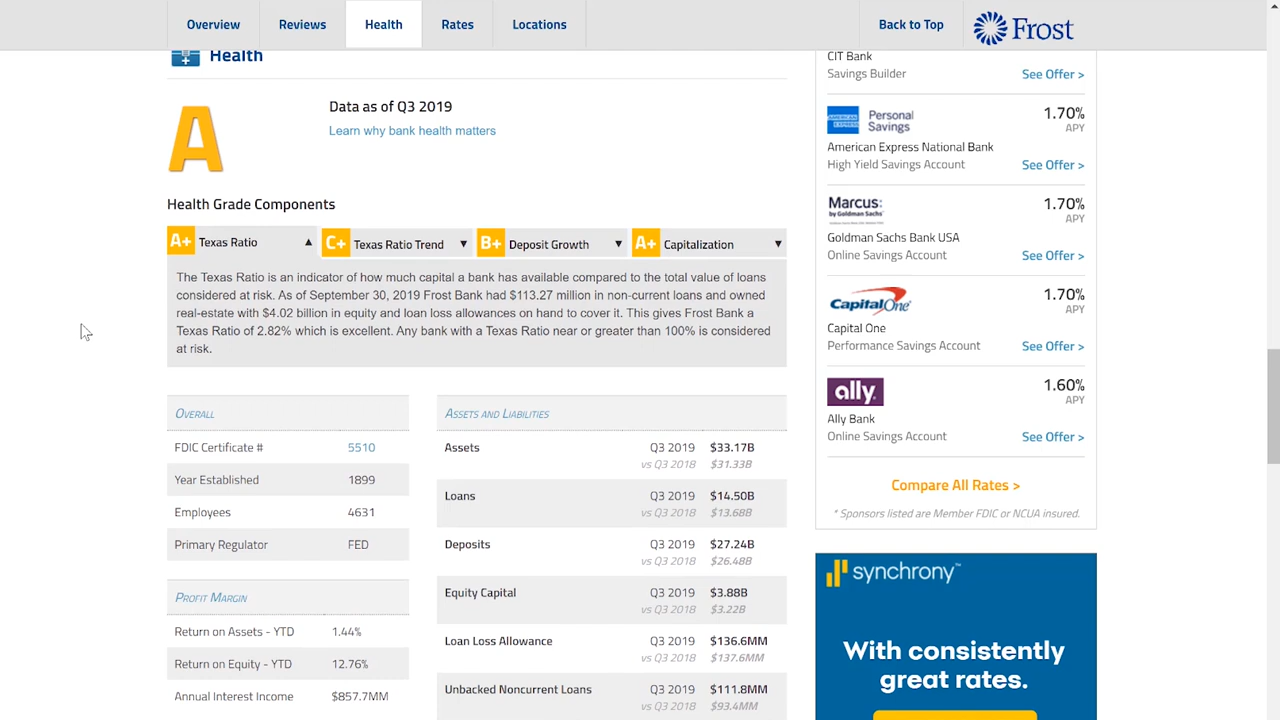 Overview
Reviews
Health
Rates
Locations
Back to Top
Frost
Health
A
Data as of Q3 2019
Learn why bank health matters
Health Grade Components
A+ Texas Ratio ▲
C+ Texas Ratio Trend ▼
B+ Deposit Growth ▼
A+ Capitalization ▼
The Texas Ratio is an indicator of how much capital a bank has available compared to the total value of loans
considered at risk. As of September 30, 2019 Frost Bank had $113.27 million in non-current loans and owned
real-estate with $4.02 billion in equity and loan loss allowances on hand to cover it. This gives Frost Bank a
Texas Ratio of 2.82% which is excellent. Any bank with a Texas Ratio near or greater than 100% is considered
at risk.
Overall
FDIC Certificate # 5510
Year Established 1899
Employees 4631
Primary Regulator FED
Profit Margin
Return on Assets - YTD 1.44%
Return on Equity - YTD 12.76%
Annual Interest Income $857.7MM
Assets and Liabilities
Assets Q3 2019 $33.17B
vs Q3 2018 $31.33B
Loans Q3 2019 $14.50B
vs Q3 2018 $13.68B
Deposits Q3 2019 $27.24B
vs Q3 2018 $26.48B
Equity Capital Q3 2019 $3.88B
vs Q3 2018 $3.22B
Loan Loss Allowance Q3 2019 $136.6MM
vs Q3 2018 $137.6MM
Unbacked Noncurrent Loans Q3 2019 $111.8MM
vs Q3 2018 $93.4MM
CIT Bank
Savings Builder See Offer >
AMERICAN EXPRESS Personal Savings 1.70%
APY
American Express National Bank
High Yield Savings Account See Offer >
Marcus: 1.70%
by Goldman Sachs APY
Goldman Sachs Bank USA
Online Savings Account See Offer >
Capital One 1.70%
APY
Capital One
Performance Savings Account See Offer >
ally 1.60%
APY
Ally Bank
Online Savings Account See Offer >
Compare All Rates >
* Sponsors listed are Member FDIC or NCUA insured.
synchrony™
With consistently
great rates.